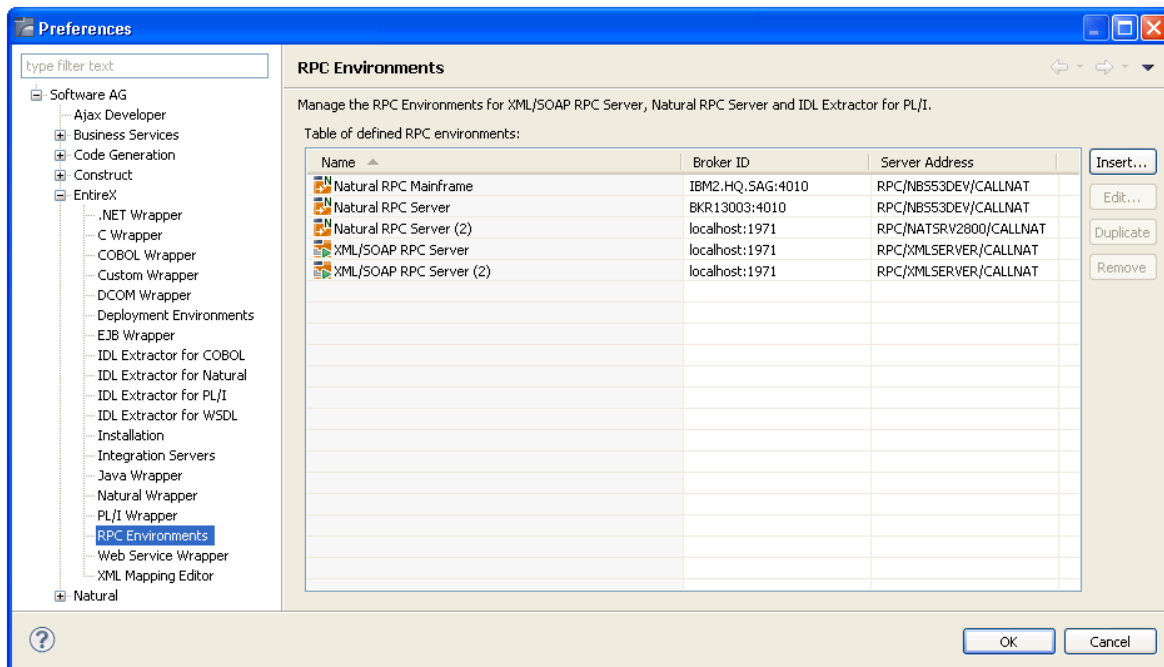 Preferences
type filter text
Software AG
Ajax Developer
Business Services
Code Generation
Construct
EntireX
.NET Wrapper
C Wrapper
COBOL Wrapper
Custom Wrapper
DCOM Wrapper
Deployment Environments
EJB Wrapper
IDL Extractor for COBOL
IDL Extractor for Natural
IDL Extractor for PL/I
IDL Extractor for WSDL
Installation
Integration Servers
Java Wrapper
Natural Wrapper
PL/I Wrapper
RPC Environments
Web Service Wrapper
XML Mapping Editor
Natural
RPC Environments
Manage the RPC Environments for XML/SOAP RPC Server, Natural RPC Server and IDL Extractor for PL/I.
Table of defined RPC environments:
Name Broker ID Server Address
Natural RPC Mainframe IBM2.HQ.SAG:4010 RPC/NBS53DEV/CALLNAT
Natural RPC Server BKR13003:4010 RPC/NBS53DEV/CALLNAT
Natural RPC Server (2) localhost:1971 RPC/NATSRV2800/CALLNAT
XML/SOAP RPC Server localhost:1971 RPC/XMLSERVER/CALLNAT
XML/SOAP RPC Server (2) localhost:1971 RPC/XMLSERVER/CALLNAT
Insert...
Edit...
Duplicate
Remove
OK Cancel